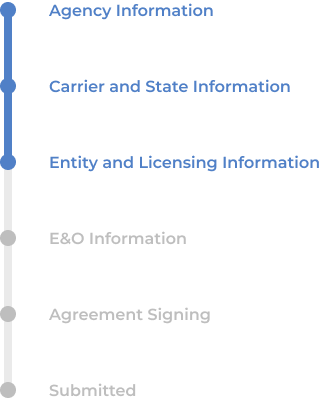 Agency Information
Carrier and State Information
Entity and Licensing Information
E&O Information
Agreement Signing
Submitted